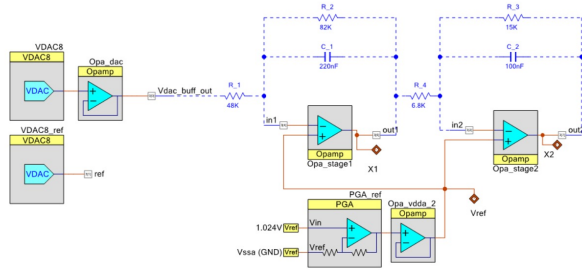 VDAC8
VDAC8
VDAC
Opa_dac
Opamp
Vdac_buff_out
R_1
48K
R_2
82K
C_1
220nF
in1
Opamp
Opa_stage1
out1
X1
R_4
6.8K
R_3
15K
C_2
100nF
in2
Opamp
Opa_stage2
out2
X2
VDAC8_ref
VDAC8
VDAC
ref
PGA_ref
PGA
1.024V
Vref
Vin
Vssa (GND)
Vref
Vref
Opa_vdda_2
Opamp
Vref